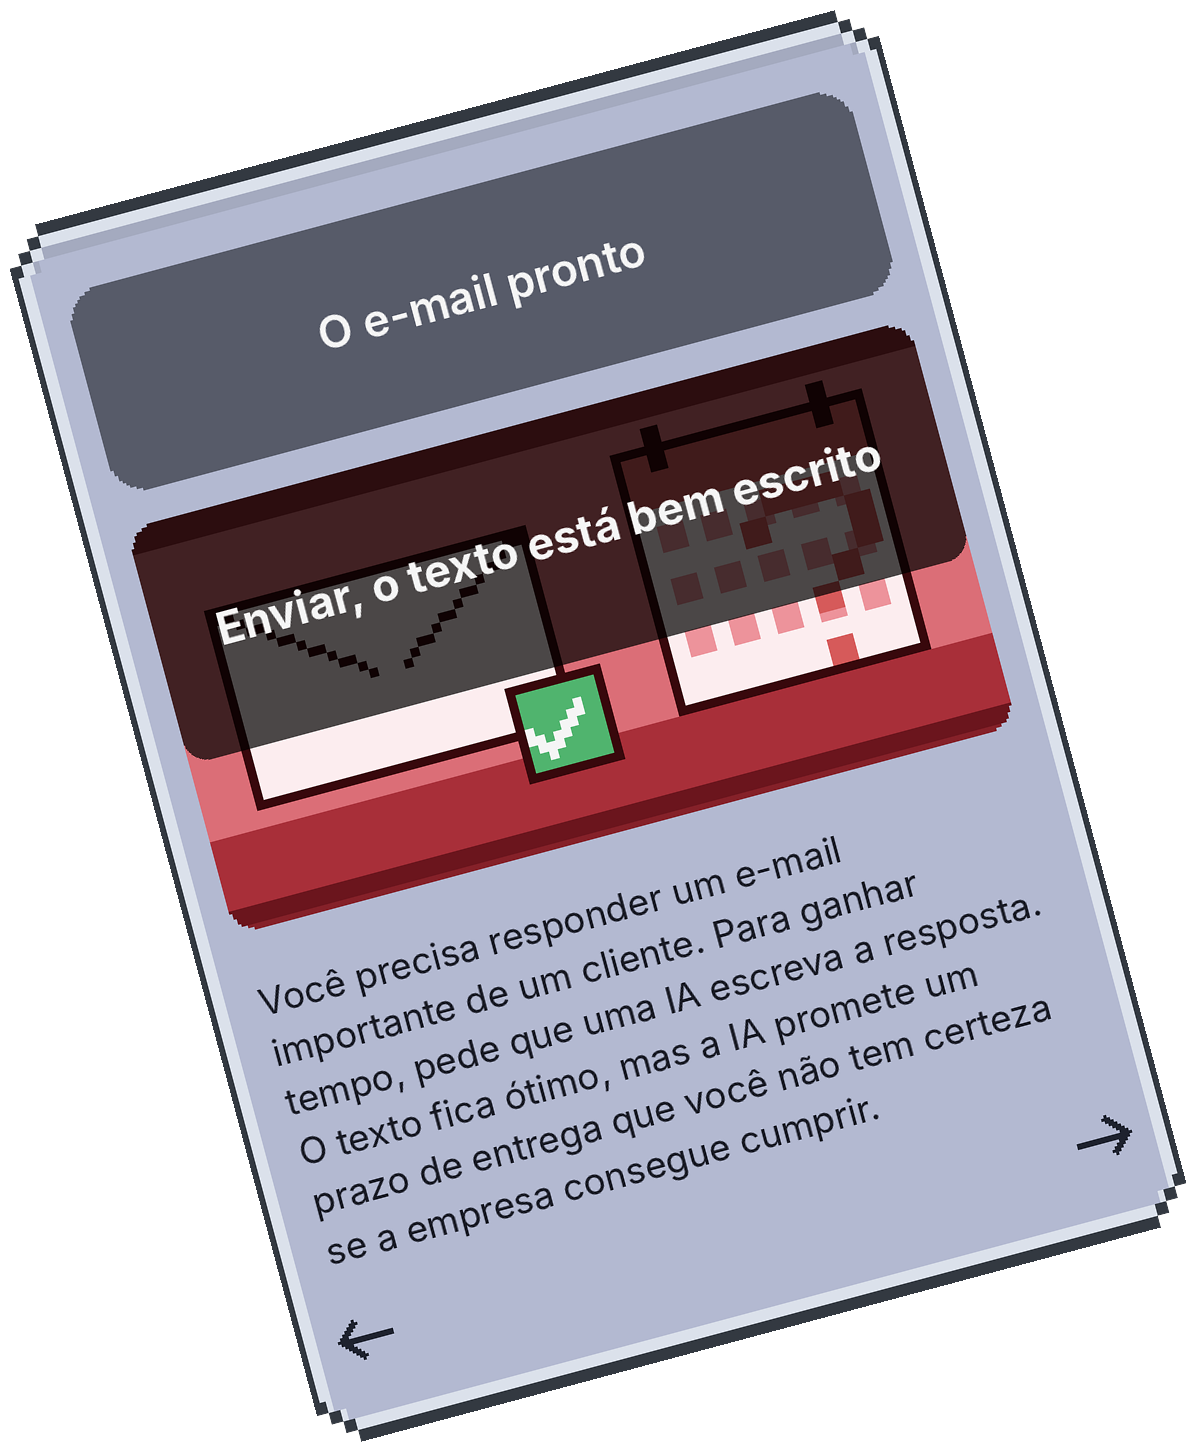 O e-mail pronto
Enviar, o texto está bem escrito
Você precisa responder um e-mail
importante de um cliente. Para ganhar
tempo, pede que uma IA escreva a resposta.
O texto fica ótimo, mas a IA promete um
prazo de entrega que você não tem certeza
se a empresa consegue cumprir.